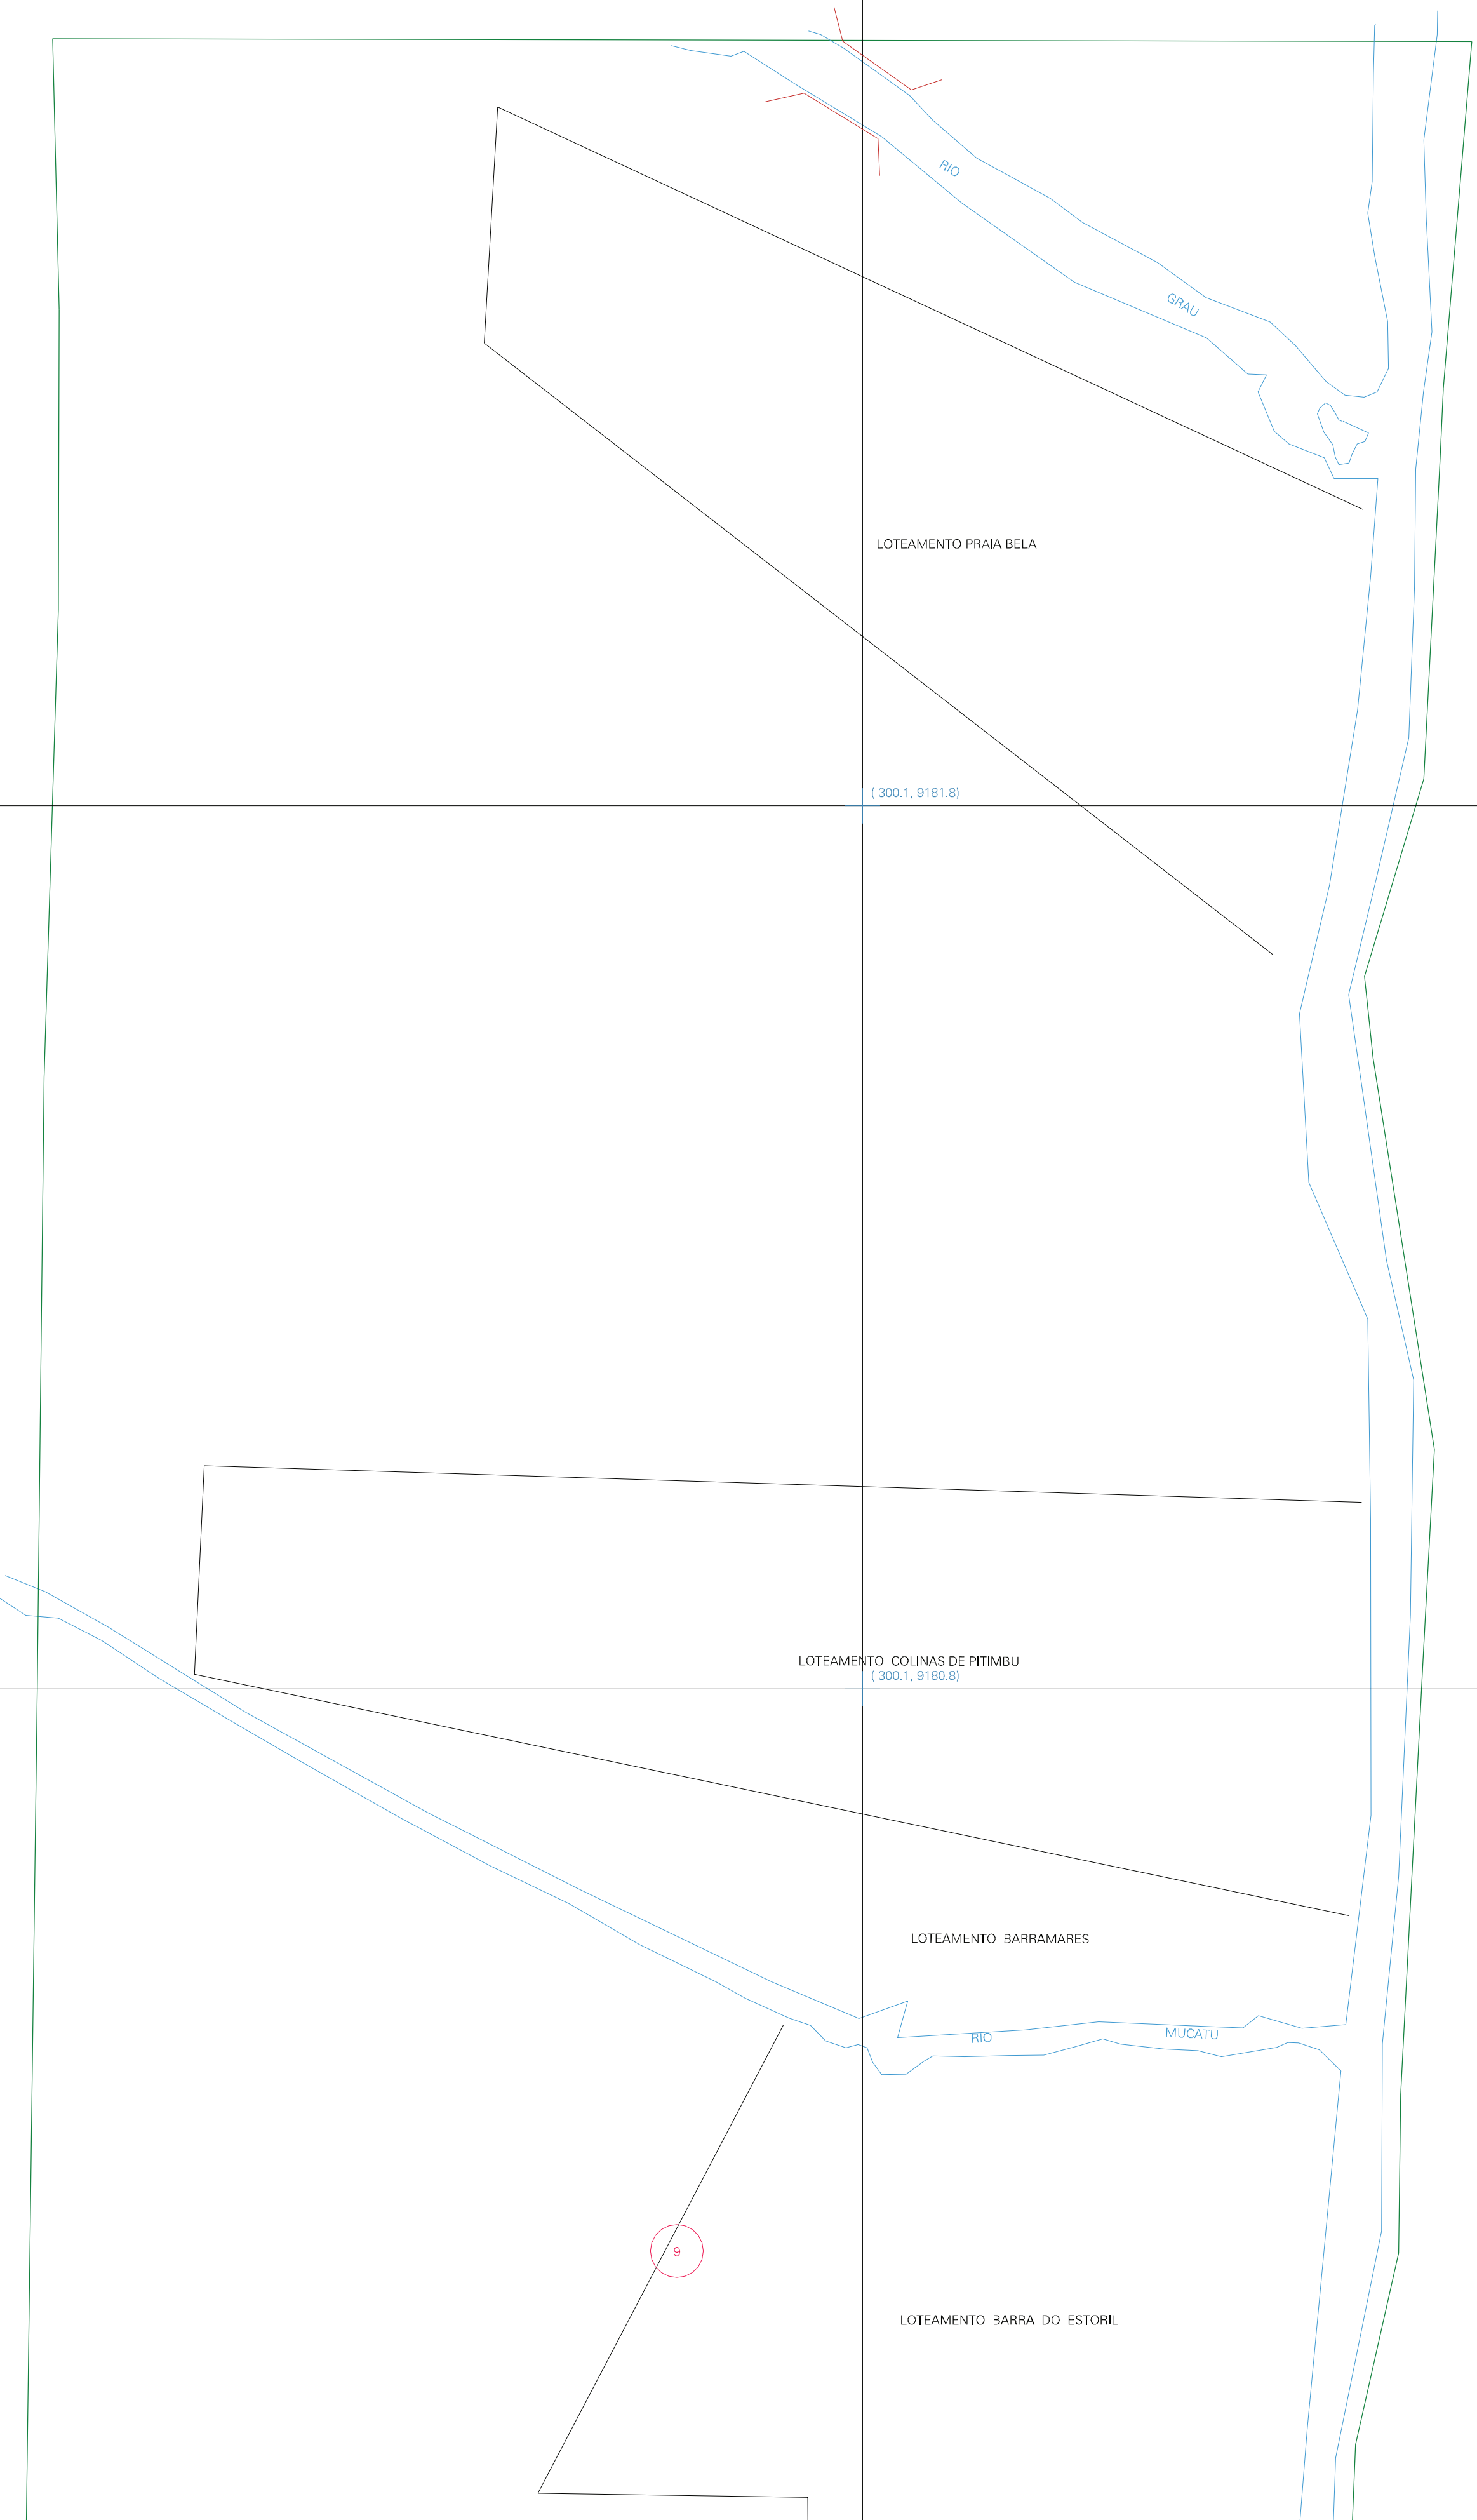 RIO
GRAU
LOTEAMENTO PRAIA BELA
( 300.1, 9181.8)
LOTEAMENTO COLINAS DE PITIMBU
( 300.1, 9180.8)
LOTEAMENTO BARRAMARES
RIO MUCATU
9
LOTEAMENTO BARRA DO ESTORIL